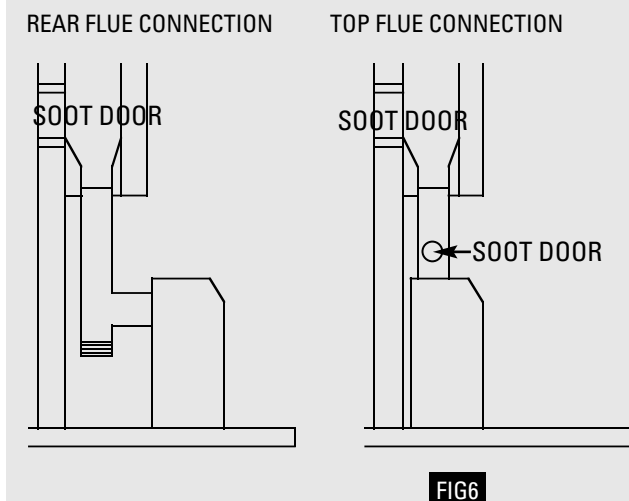 REAR FLUE CONNECTION
TOP FLUE CONNECTION
SOOT DOOR
SOOT DOOR
SOOT DOOR
FIG6